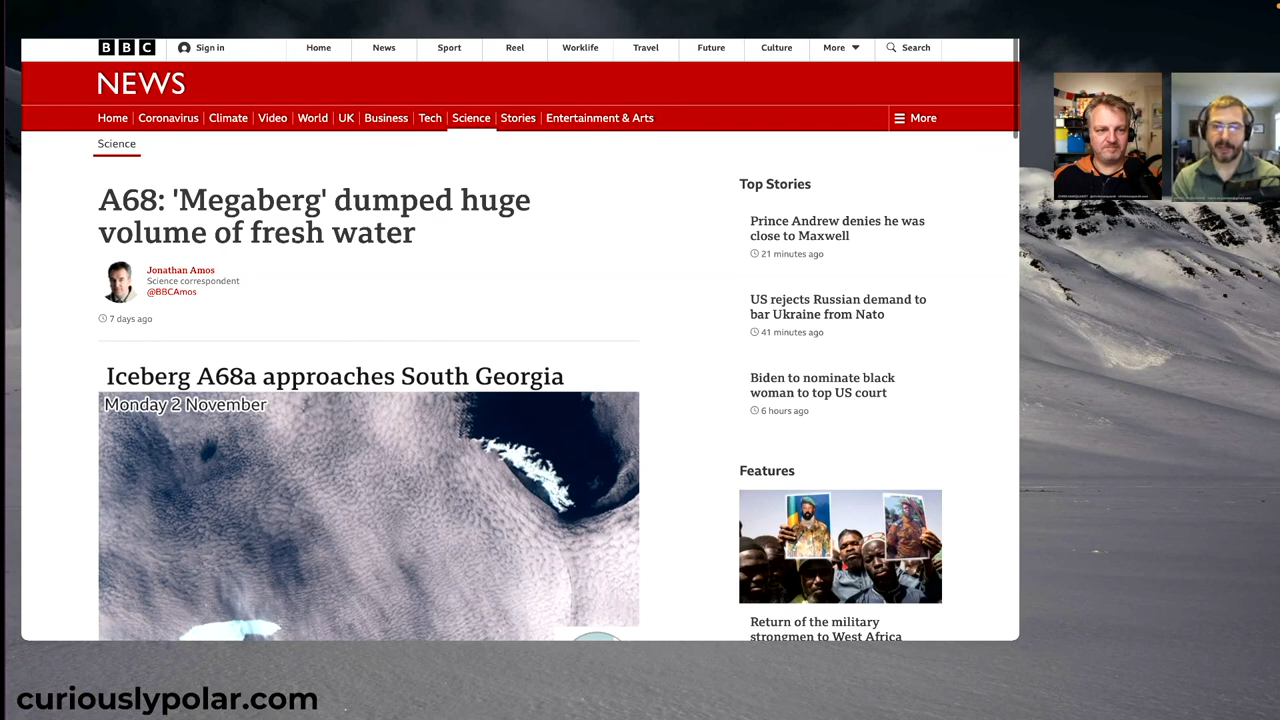 BBC
Sign in
Home
News
Sport
Reel
Worklife
Travel
Future
Culture
More
Search
NEWS
Home
Coronavirus
Climate
Video
World
UK
Business
Tech
Science
Stories
Entertainment & Arts
More
Science
A68: 'Megaberg' dumped huge
volume of fresh water
Jonathan Amos
Science correspondent
@BBCAmos
7 days ago
Iceberg A68a approaches South Georgia
Monday 2 November
Top Stories
Prince Andrew denies he was
close to Maxwell
21 minutes ago
US rejects Russian demand to
bar Ukraine from Nato
41 minutes ago
Biden to nominate black
woman to top US court
6 hours ago
Features
Return of the military
strongmen to West Africa
curiouslypolar.com